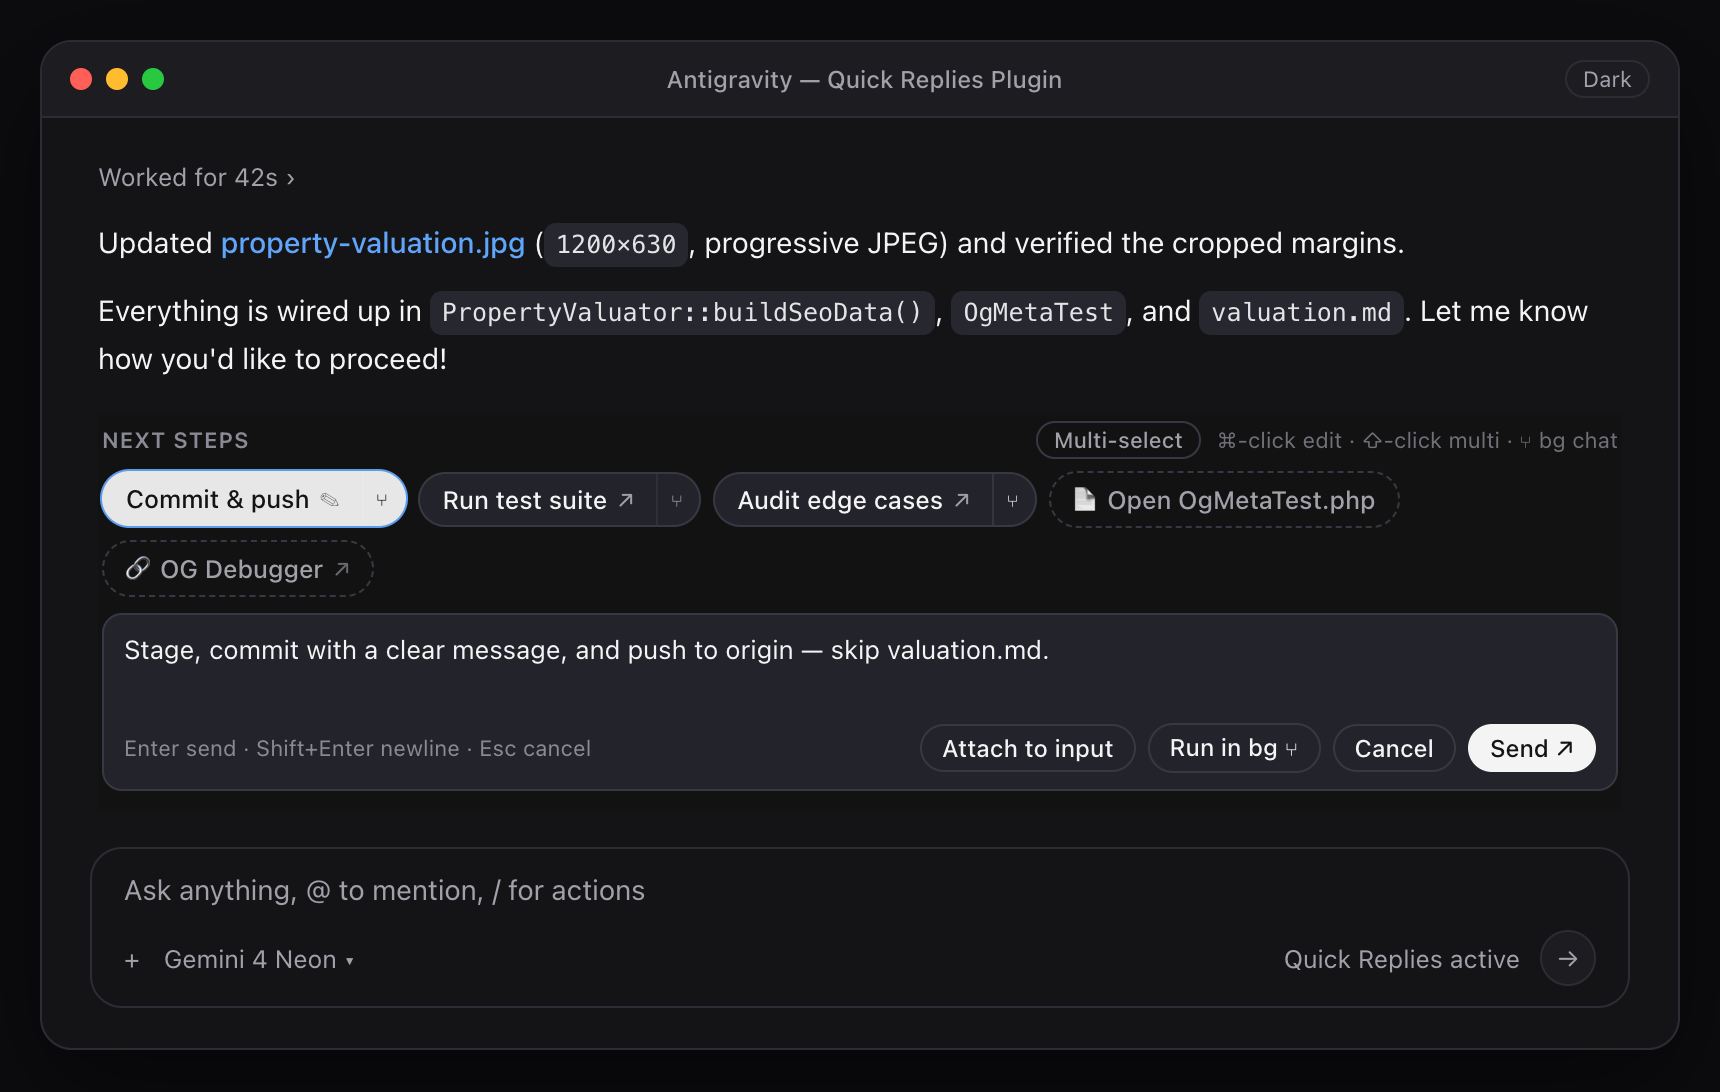 Antigravity — Quick Replies Plugin
Dark
Worked for 42s ›
Updated property-valuation.jpg (1200×630, progressive JPEG) and verified the cropped margins.
Everything is wired up in PropertyValuator::buildSeoData(), OgMetaTest, and valuation.md. Let me know
how you'd like to proceed!
NEXT STEPS
Multi-select ⌘-click edit · ⇧-click multi · ⑂ bg chat
Commit & push ✎ ⑂
Run test suite ↗ ⑂
Audit edge cases ↗ ⑂
📄 Open OgMetaTest.php
🔗 OG Debugger ↗
Stage, commit with a clear message, and push to origin — skip valuation.md.
Enter send · Shift+Enter newline · Esc cancel
Attach to input
Run in bg ⑂
Cancel
Send ↗
Ask anything, @ to mention, / for actions
+ Gemini 4 Neon ▾
Quick Replies active →